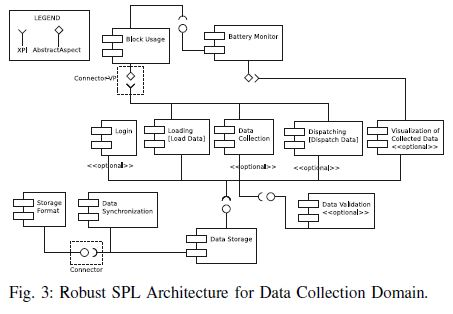 LEGEND
XPI AbstractAspect
Block Usage
Battery Monitor
Connector-VP
Login
<<optional>>
Loading
[Load Data]
Data
Collection
<<optional>>
Dispatching
[Dispatch Data]
<<optional>>
Visualization of
Collected Data
<<optional>>
Storage
Format
Data
Synchronization
Data Validation
<<optional>>
Data Storage
Connector
Fig. 3: Robust SPL Architecture for Data Collection Domain.